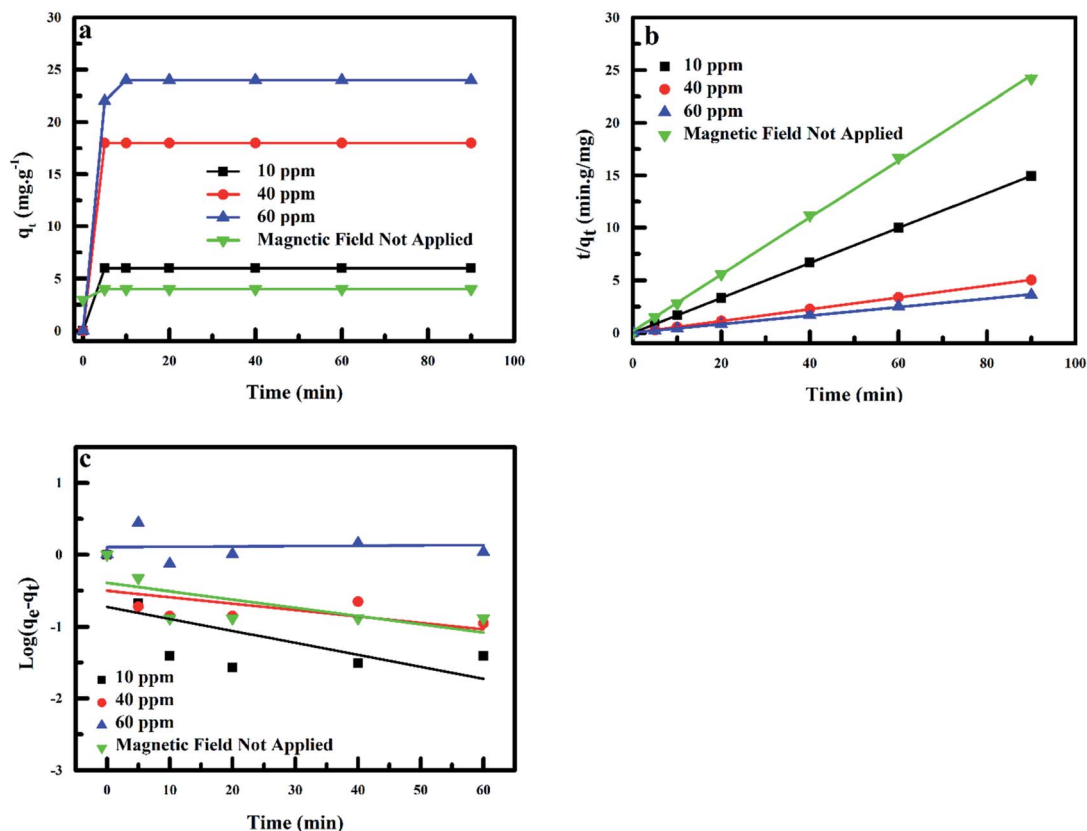 a
30
25
20
15
10
5
0
q_t (mg.g⁻¹)
10 ppm
40 ppm
60 ppm
Magnetic Field Not Applied
0 20 40 60 80 100
Time (min)
b
30
25
20
15
10
5
0
t/q_t (min.g/mg)
10 ppm
40 ppm
60 ppm
Magnetic Field Not Applied
0 20 40 60 80 100
Time (min)
c
1
0
-1
-2
-3
Log(q_e-q_t)
10 ppm
40 ppm
60 ppm
Magnetic Field Not Applied
0 10 20 30 40 50 60
Time (min)